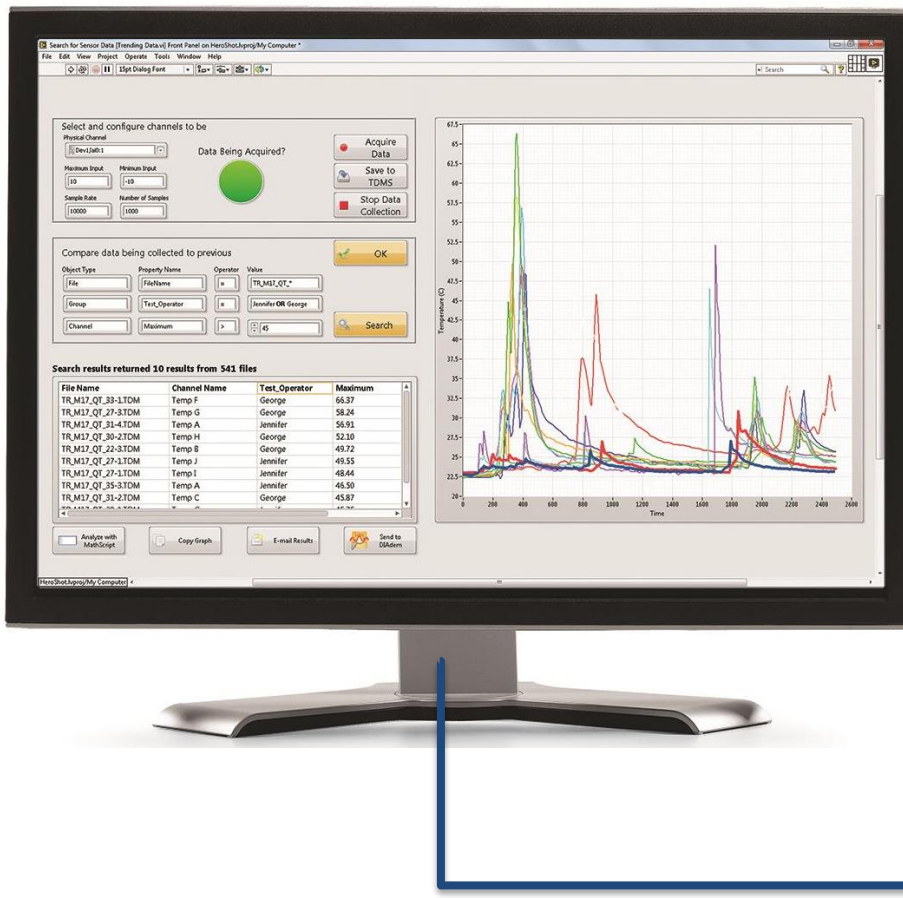 Search for Sensor Data [Trending Data.vi] Front Panel on HeroShot.lvproj/My Computer *
File Edit View Project Operate Tools Window Help
15pt Dialog Font
Search
Select and configure channels to be
Physical Channel
Dev1/ai0:1
Maximum Input Minimum Input
10 -10
Sample Rate Number of Samples
10000 1000
Data Being Acquired?
Acquire
Data
Save to
TDMS
Stop Data
Collection
Compare data being collected to previous
OK
Object Type Property Name Operator Value
File FileName = TR_M17_QT_*
Group Test_Operator = Jennifer OR George
Channel Maximum > 45
Search
Search results returned 10 results from 541 files
File Name Channel Name Test_Operator Maximum
TR_M17_QT_33-1.TDM Temp F George 66.37
TR_M17_QT_27-3.TDM Temp G George 58.24
TR_M17_QT_31-4.TDM Temp A Jennifer 56.91
TR_M17_QT_30-2.TDM Temp H George 52.10
TR_M17_QT_22-3.TDM Temp B George 49.72
TR_M17_QT_27-1.TDM Temp J Jennifer 49.55
TR_M17_QT_27-1.TDM Temp I Jennifer 48.44
TR_M17_QT_35-3.TDM Temp A Jennifer 46.50
TR_M17_QT_31-2.TDM Temp C George 45.87
Analyze with
MathScript
Copy Graph
E-mail Results
Send to
DIAdem
67.5
65
62.5
60
57.5
55
52.5
50
47.5
45
42.5
40
37.5
35
32.5
30
27.5
25
22.5
20
Temperature (C)
0 200 400 600 800 1000 1200 1400 1600 1800 2000 2200 2400 2600
Time
HeroShot.lvproj/My Computer